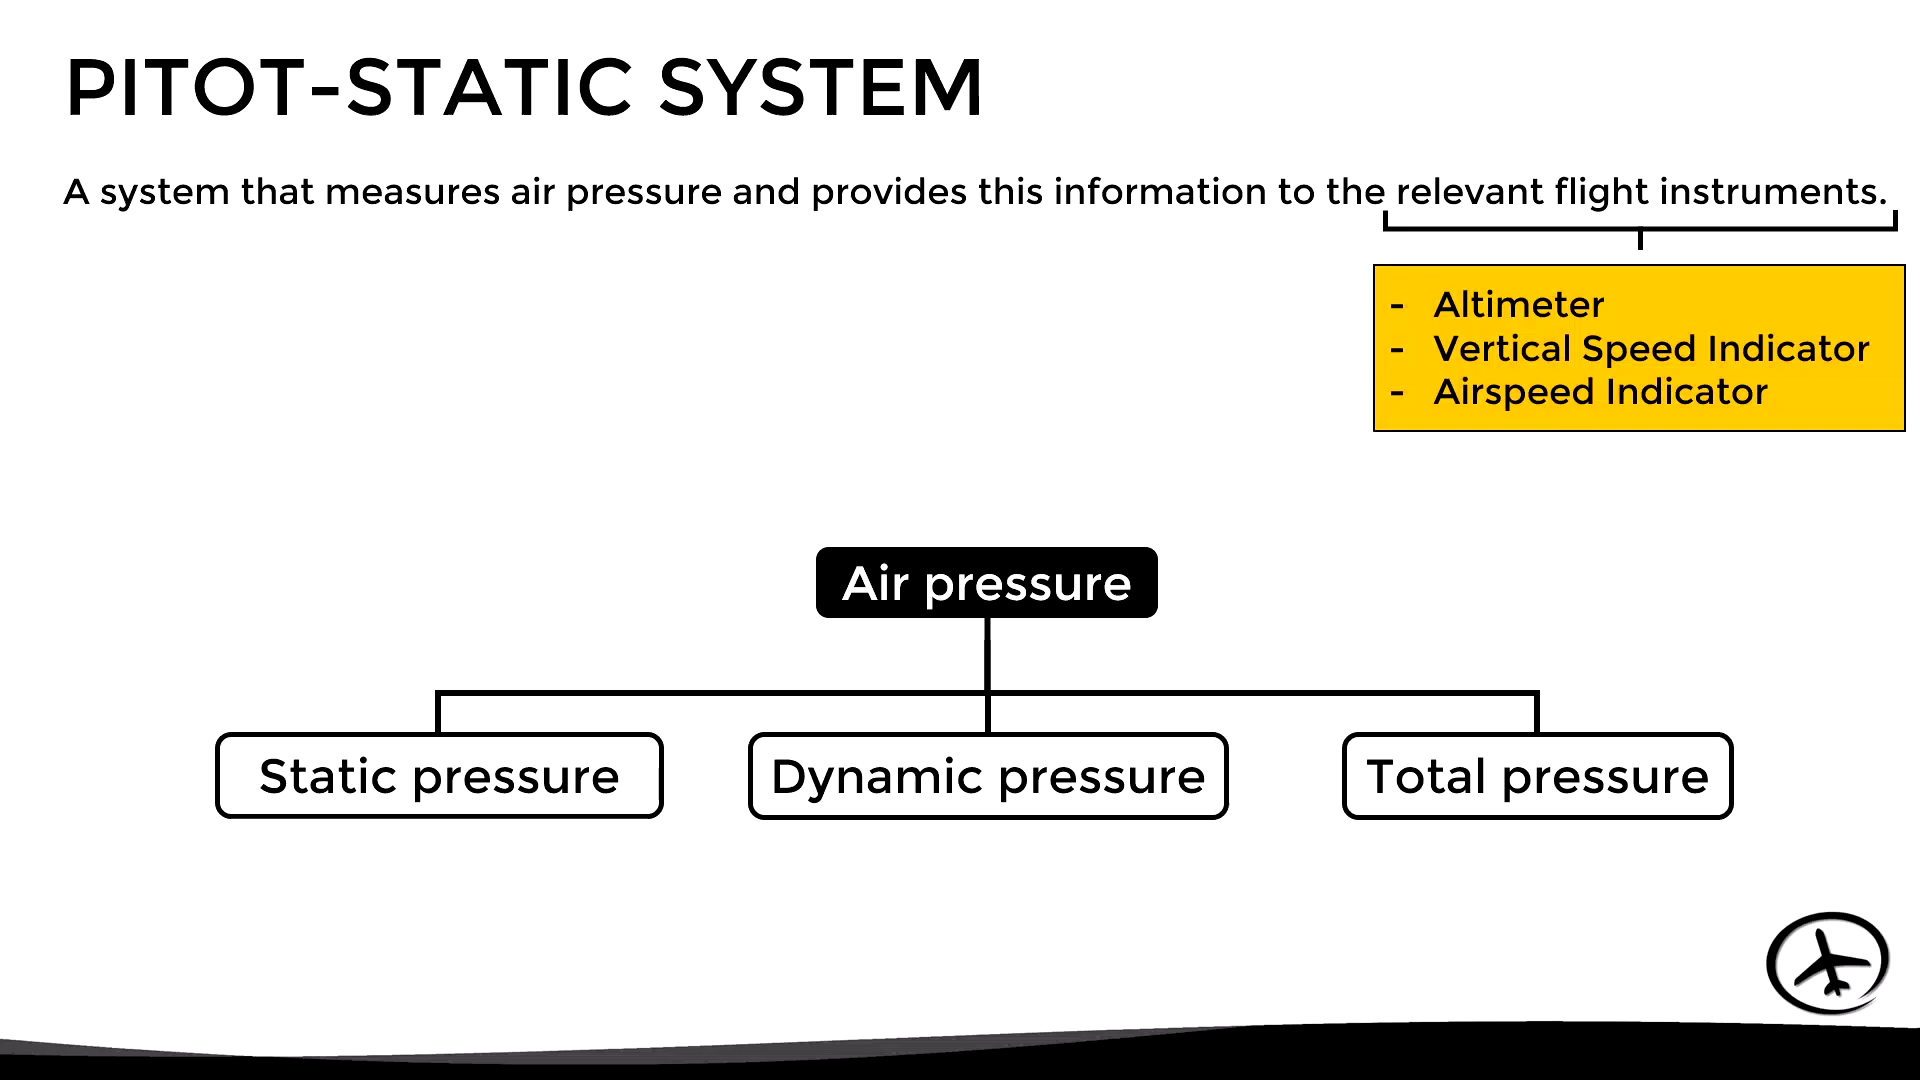 PITOT-STATIC SYSTEM
A system that measures air pressure and provides this information to the relevant flight instruments.
- Altimeter
- Vertical Speed Indicator
- Airspeed Indicator
Air pressure
Static pressure
Dynamic pressure
Total pressure